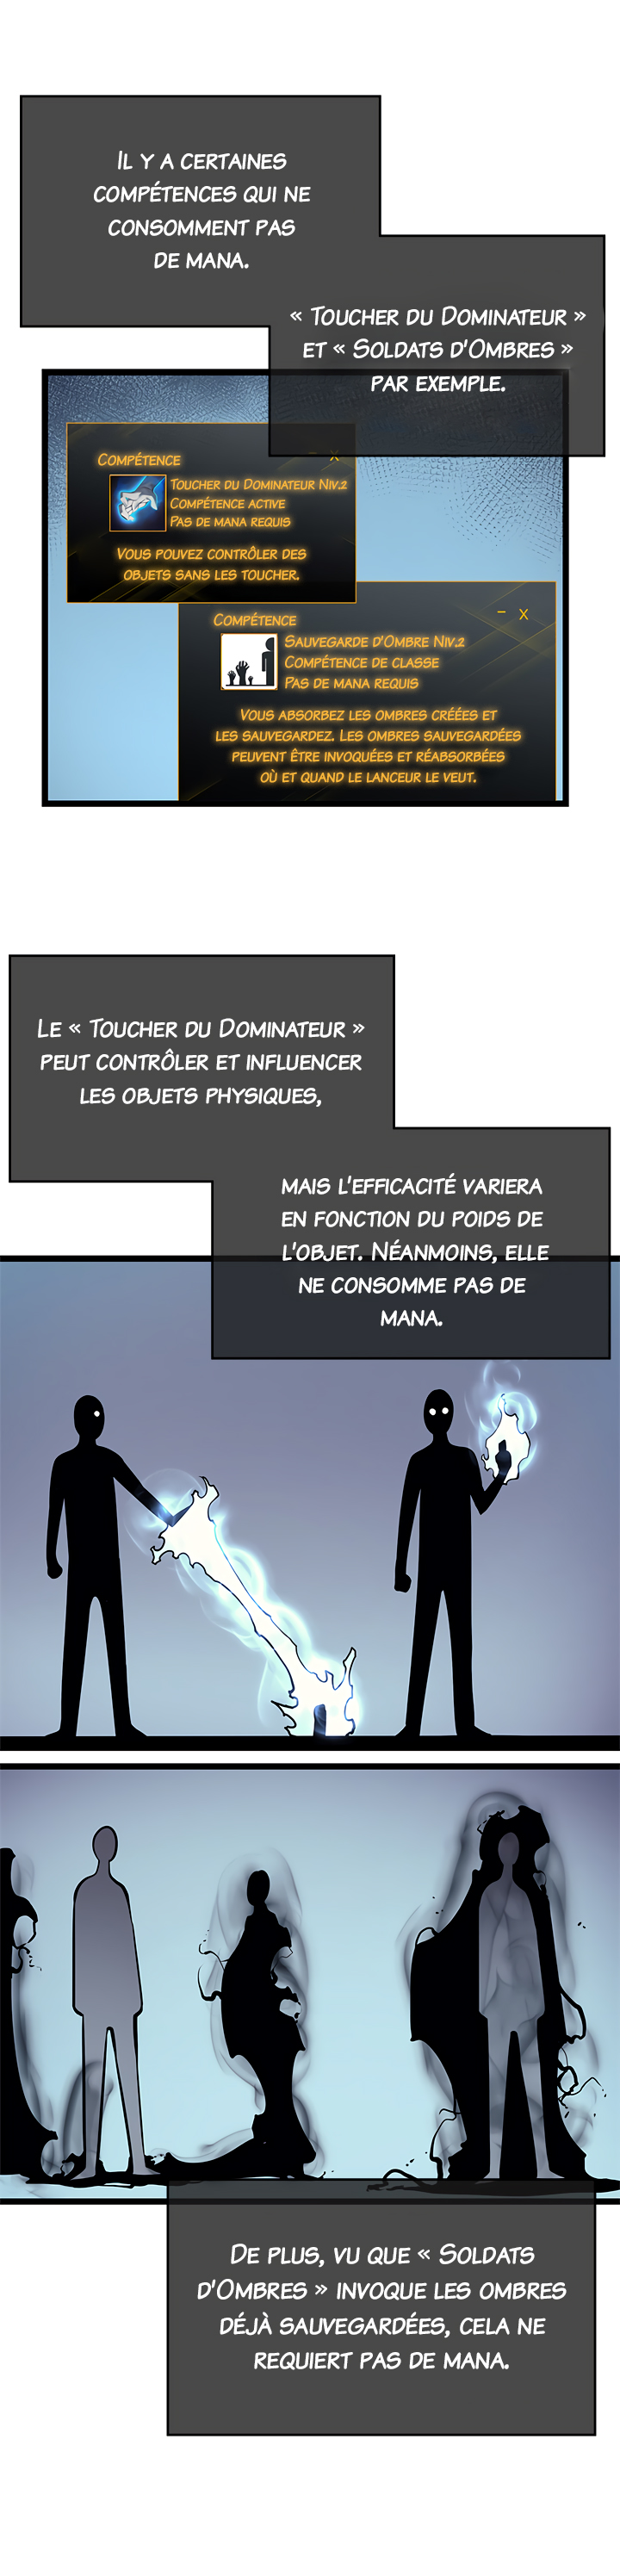 Il y a certaines
compétences qui ne
consomment pas
de mana.
« Toucher du Dominateur »
et « Soldats d'Ombres »
par exemple.
Compétence
– X
Toucher du Dominateur Niv.2
Compétence active
Pas de mana requis
Vous pouvez contrôler des
objets sans les toucher.
Compétence
– X
Sauvegarde d'Ombre Niv.2
Compétence de classe
Pas de mana requis
Vous absorbez les ombres créées et
les sauvegardez. Les ombres sauvegardées
peuvent être invoquées et réabsorbées
où et quand le lanceur le veut.
Le « Toucher du Dominateur »
peut contrôler et influencer
les objets physiques,
mais l'efficacité variera
en fonction du poids de
l'objet. Néanmoins, elle
ne consomme pas de
mana.
De plus, vu que « Soldats
d'Ombres » invoque les ombres
déjà sauvegardées, cela ne
requiert pas de mana.